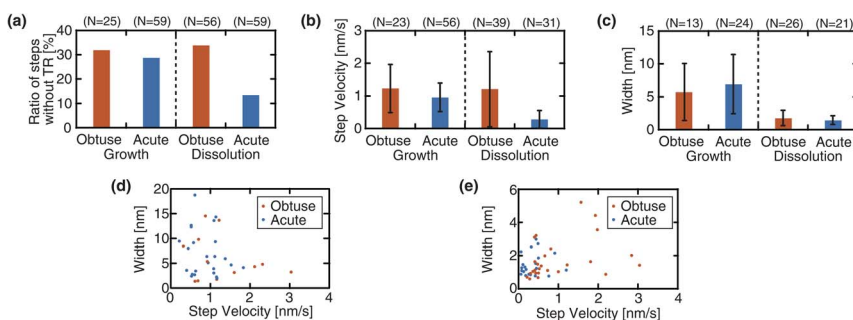 (a)
(N=25) (N=59) (N=56) (N=59)
Ratio of steps
without TR [%]
40
30
20
10
0
Obtuse Acute Obtuse Acute
Growth Dissolution
(b)
(N=23) (N=56) (N=39) (N=31)
Step Velocity [nm/s]
3
2
1
0
Obtuse Acute Obtuse Acute
Growth Dissolution
(c)
(N=13) (N=24) (N=26) (N=21)
Width [nm]
15
10
5
0
Obtuse Acute Obtuse Acute
Growth Dissolution
(d)
Width [nm]
20
15
10
5
0
Obtuse
Acute
0 1 2 3 4
Step Velocity [nm/s]
(e)
Width [nm]
6
4
2
0
Obtuse
Acute
0 1 2 3 4
Step Velocity [nm/s]